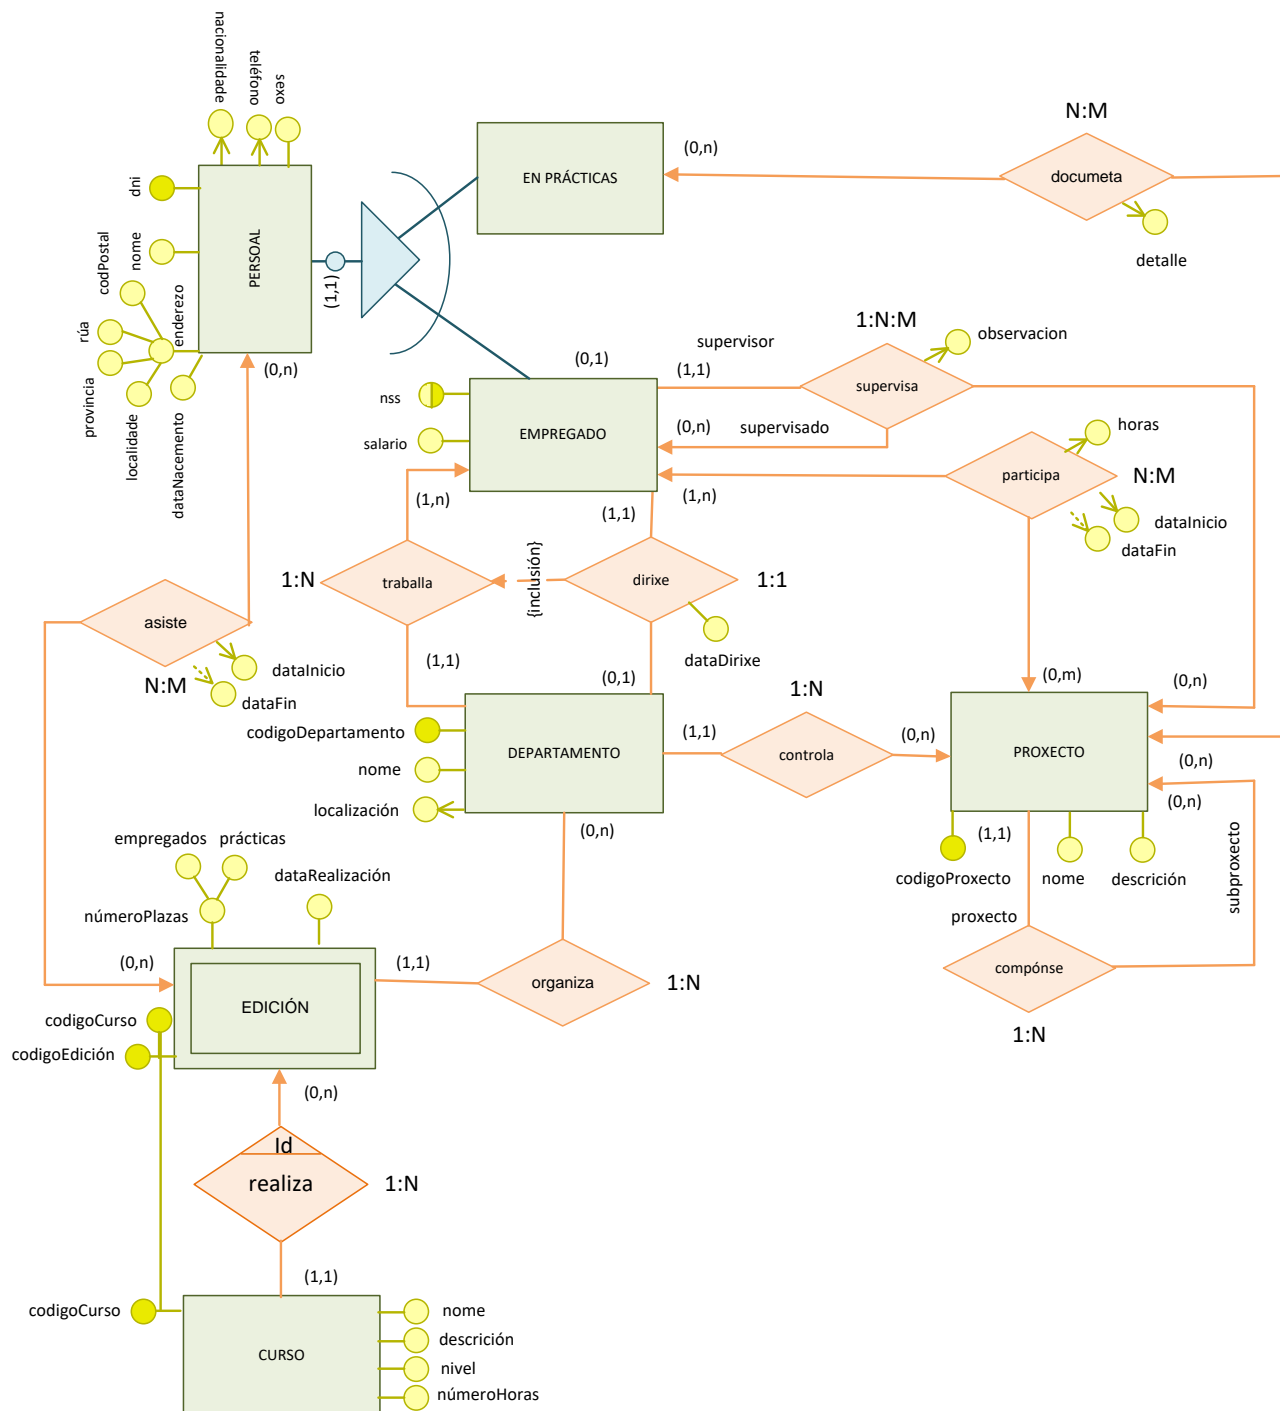 nacionalidade
teléfono
sexo
dni
nome
codPostal
enderezo
rúa
provincia
localidade
dataNacemento
PERSOAL
(1,1)
(0,n)
EN PRÁCTICAS
(0,n)
N:M
documeta
detalle
1:N:M
supervisor
observacion
(0,1)
(1,1)
supervisa
nss
salario
EMPREGADO
(0,n)
supervisado
horas
participa
N:M
(1,n)
(1,n)
(1,1)
dataInicio
dataFin
1:N
traballa
{inclusión}
dirixe
1:1
dataDirixe
asiste
N:M
dataInicio
dataFin
(1,1)
(0,1)
1:N
(0,m)
(0,n)
codigoDepartamento
nome
localización
DEPARTAMENTO
(1,1)
controla
(0,n)
PROXECTO
(0,n)
(0,n)
(0,n)
(1,1)
codigoProxecto
nome
descrición
subproxecto
proxecto
compónse
1:N
empregados
prácticas
dataRealización
númeroPlazas
(0,n)
(1,1)
organiza
1:N
EDICIÓN
codigoCurso
codigoEdición
(0,n)
Id
realiza
1:N
(1,1)
codigoCurso
CURSO
nome
descrición
nivel
númeroHoras